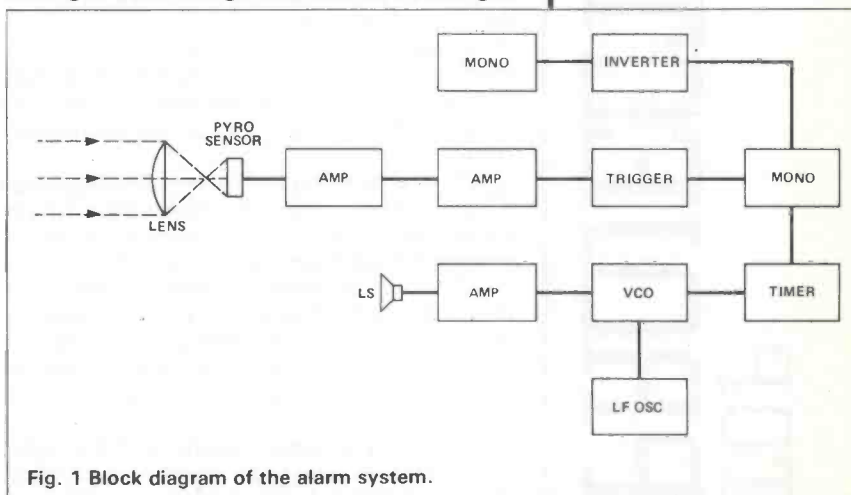 MONO
INVERTER
PYRO
SENSOR
AMP
AMP
TRIGGER
MONO
LENS
LS
AMP
VCO
TIMER
LF OSC
Fig. 1 Block diagram of the alarm system.